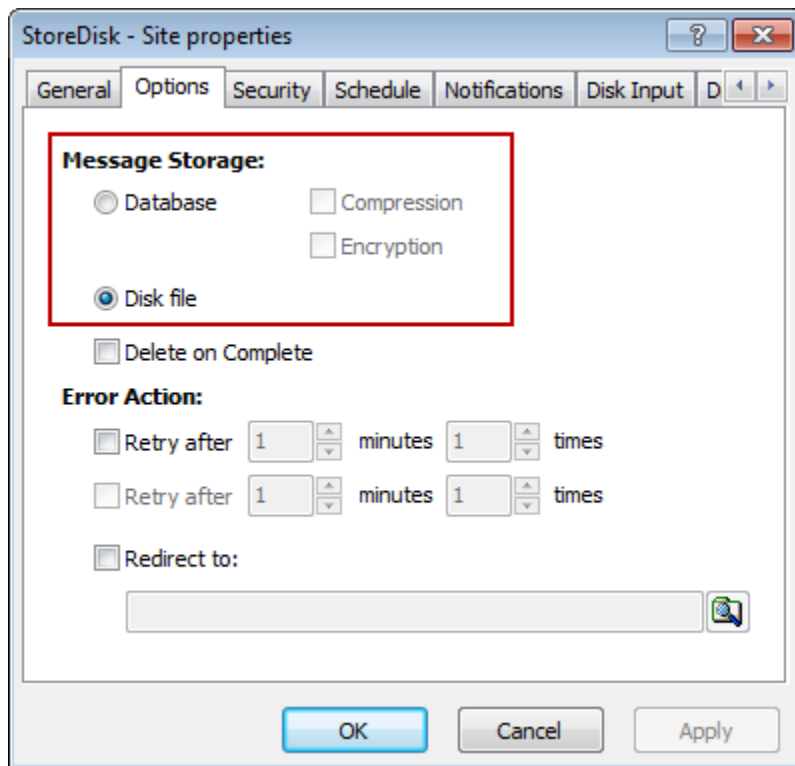 StoreDisk - Site properties
General Options Security Schedule Notifications Disk Input D
Message Storage:
Database Compression
Encryption
Disk file
Delete on Complete
Error Action:
Retry after 1 minutes 1 times
Retry after 1 minutes 1 times
Redirect to:
OK Cancel Apply